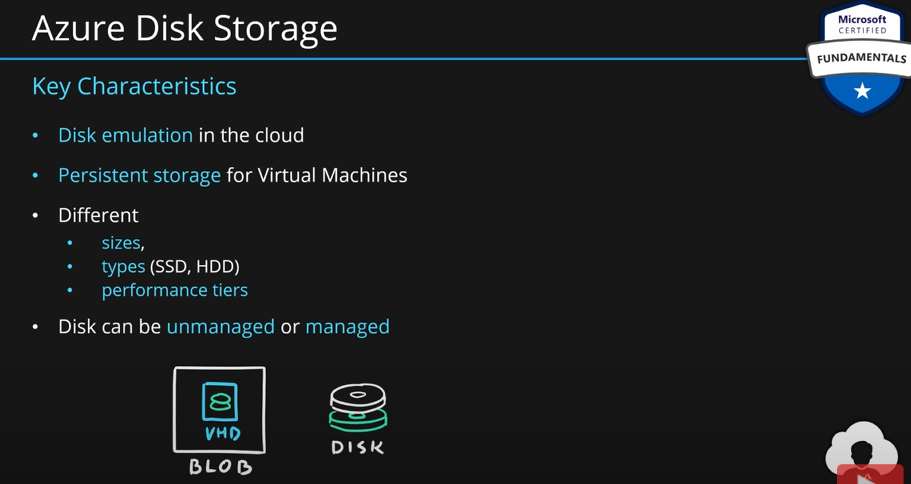 Azure Disk Storage
Microsoft
CERTIFIED
FUNDAMENTALS
Key Characteristics
• Disk emulation in the cloud
• Persistent storage for Virtual Machines
• Different
• sizes,
• types (SSD, HDD)
• performance tiers
• Disk can be unmanaged or managed
VHD
BLOB
DISK